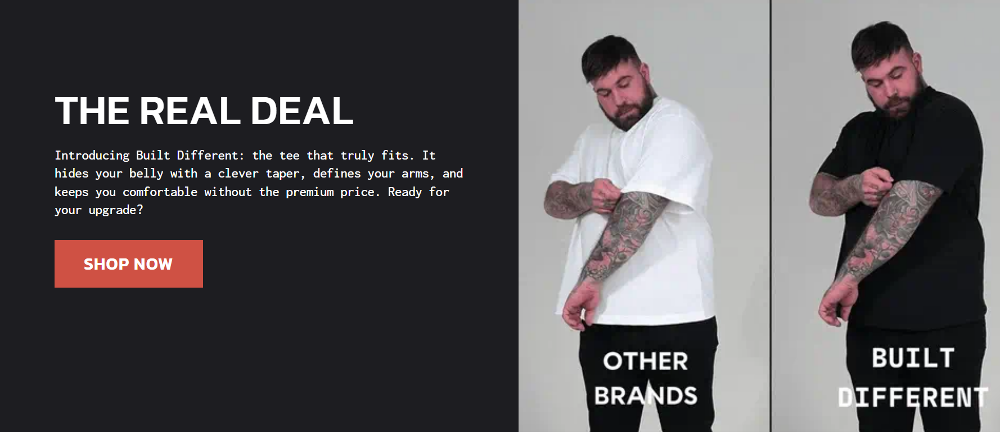 THE REAL DEAL
Introducing Built Different: the tee that truly fits. It
hides your belly with a clever taper, defines your arms, and
keeps you comfortable without the premium price. Ready for
your upgrade?
SHOP NOW
OTHER
BRANDS
BUILT
DIFFERENT